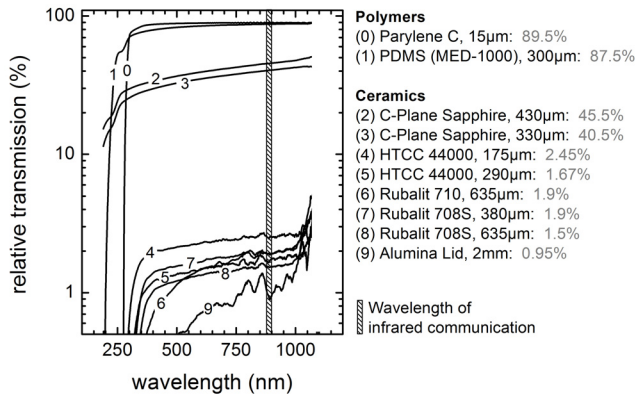 100
10
1
relative transmission (%)
1 0
2
3
4
7
5
8
6
9
250 500 750 1000
wavelength (nm)
Polymers
(0) Parylene C, 15µm: 89.5%
(1) PDMS (MED-1000), 300µm: 87.5%
Ceramics
(2) C-Plane Sapphire, 430µm: 45.5%
(3) C-Plane Sapphire, 330µm: 40.5%
(4) HTCC 44000, 175µm: 2.45%
(5) HTCC 44000, 290µm: 1.67%
(6) Rubalit 710, 635µm: 1.9%
(7) Rubalit 708S, 380µm: 1.9%
(8) Rubalit 708S, 635µm: 1.5%
(9) Alumina Lid, 2mm: 0.95%
Wavelength of
infrared communication